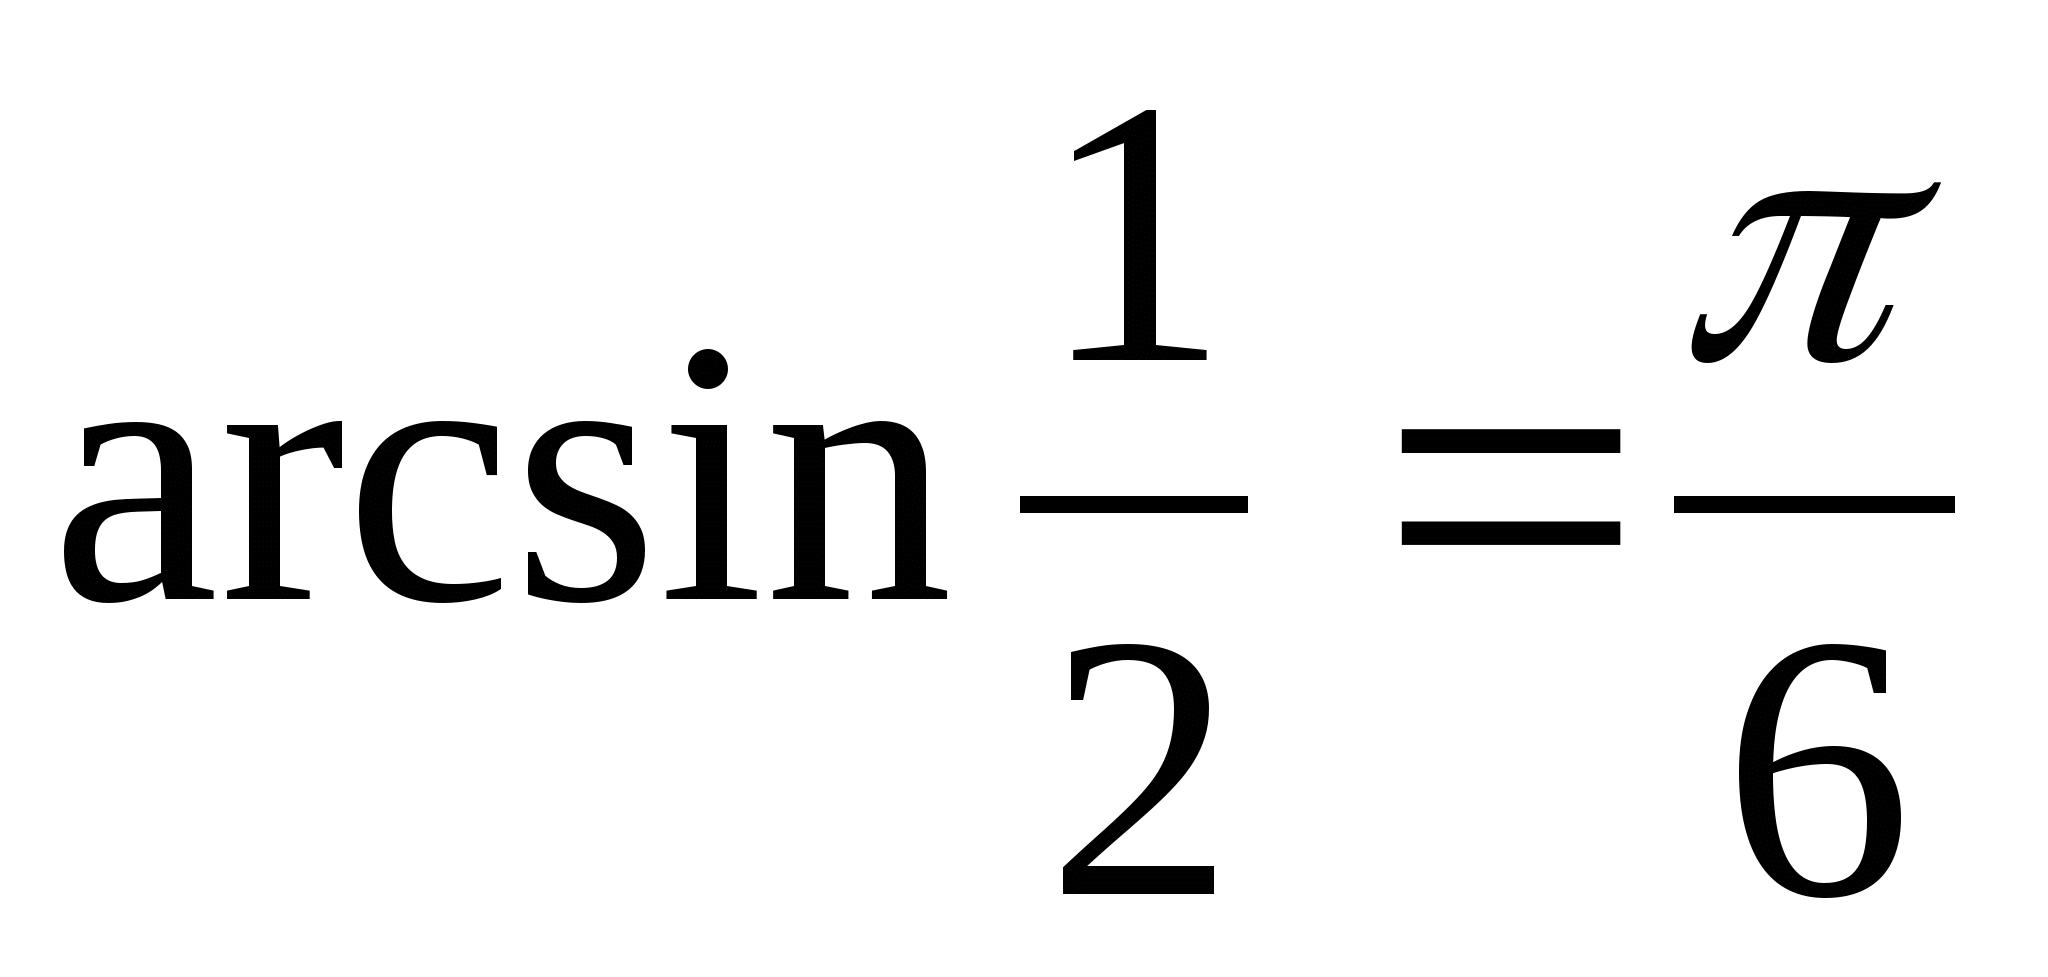 arcsin 1/2 = π/6